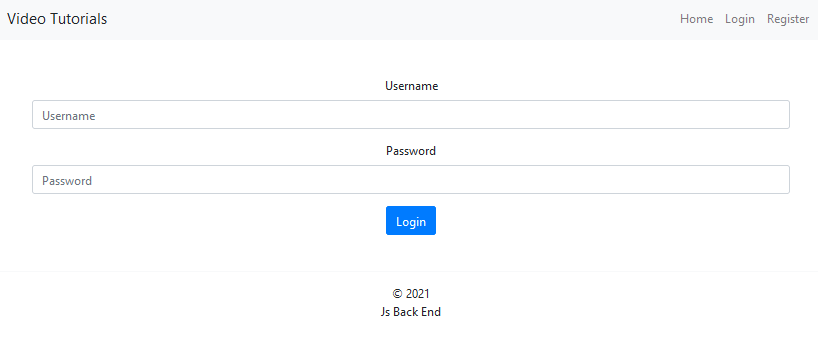 Video Tutorials Home Login Register
Username
Username
Password
Password
Login
© 2021
Js Back End